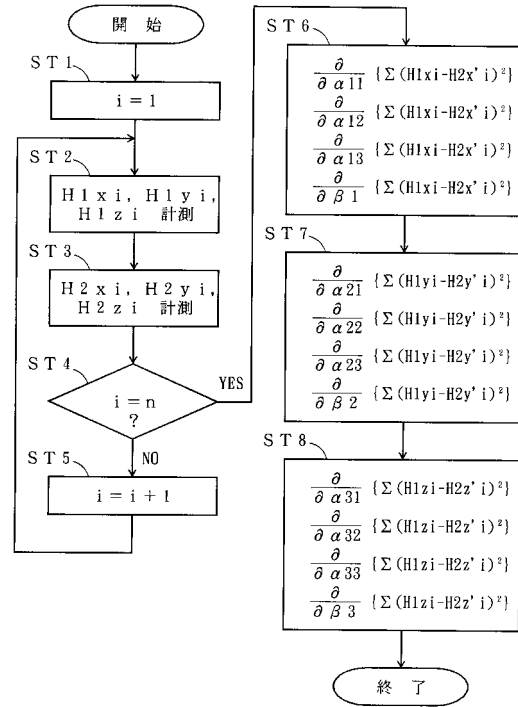 開 始
ST1
i = 1
ST2
H1xi, H1yi,
H1zi 計測
ST3
H2xi, H2yi,
H2zi 計測
ST4
i = n
?
YES
NO
ST5
i = i + 1
ST6
∂/∂α11 {Σ(H1xi-H2x'i)²}
∂/∂α12 {Σ(H1xi-H2x'i)²}
∂/∂α13 {Σ(H1xi-H2x'i)²}
∂/∂β1 {Σ(H1xi-H2x'i)²}
ST7
∂/∂α21 {Σ(H1yi-H2y'i)²}
∂/∂α22 {Σ(H1yi-H2y'i)²}
∂/∂α23 {Σ(H1yi-H2y'i)²}
∂/∂β2 {Σ(H1yi-H2y'i)²}
ST8
∂/∂α31 {Σ(H1zi-H2z'i)²}
∂/∂α32 {Σ(H1zi-H2z'i)²}
∂/∂α33 {Σ(H1zi-H2z'i)²}
∂/∂β3 {Σ(H1zi-H2z'i)²}
終 了